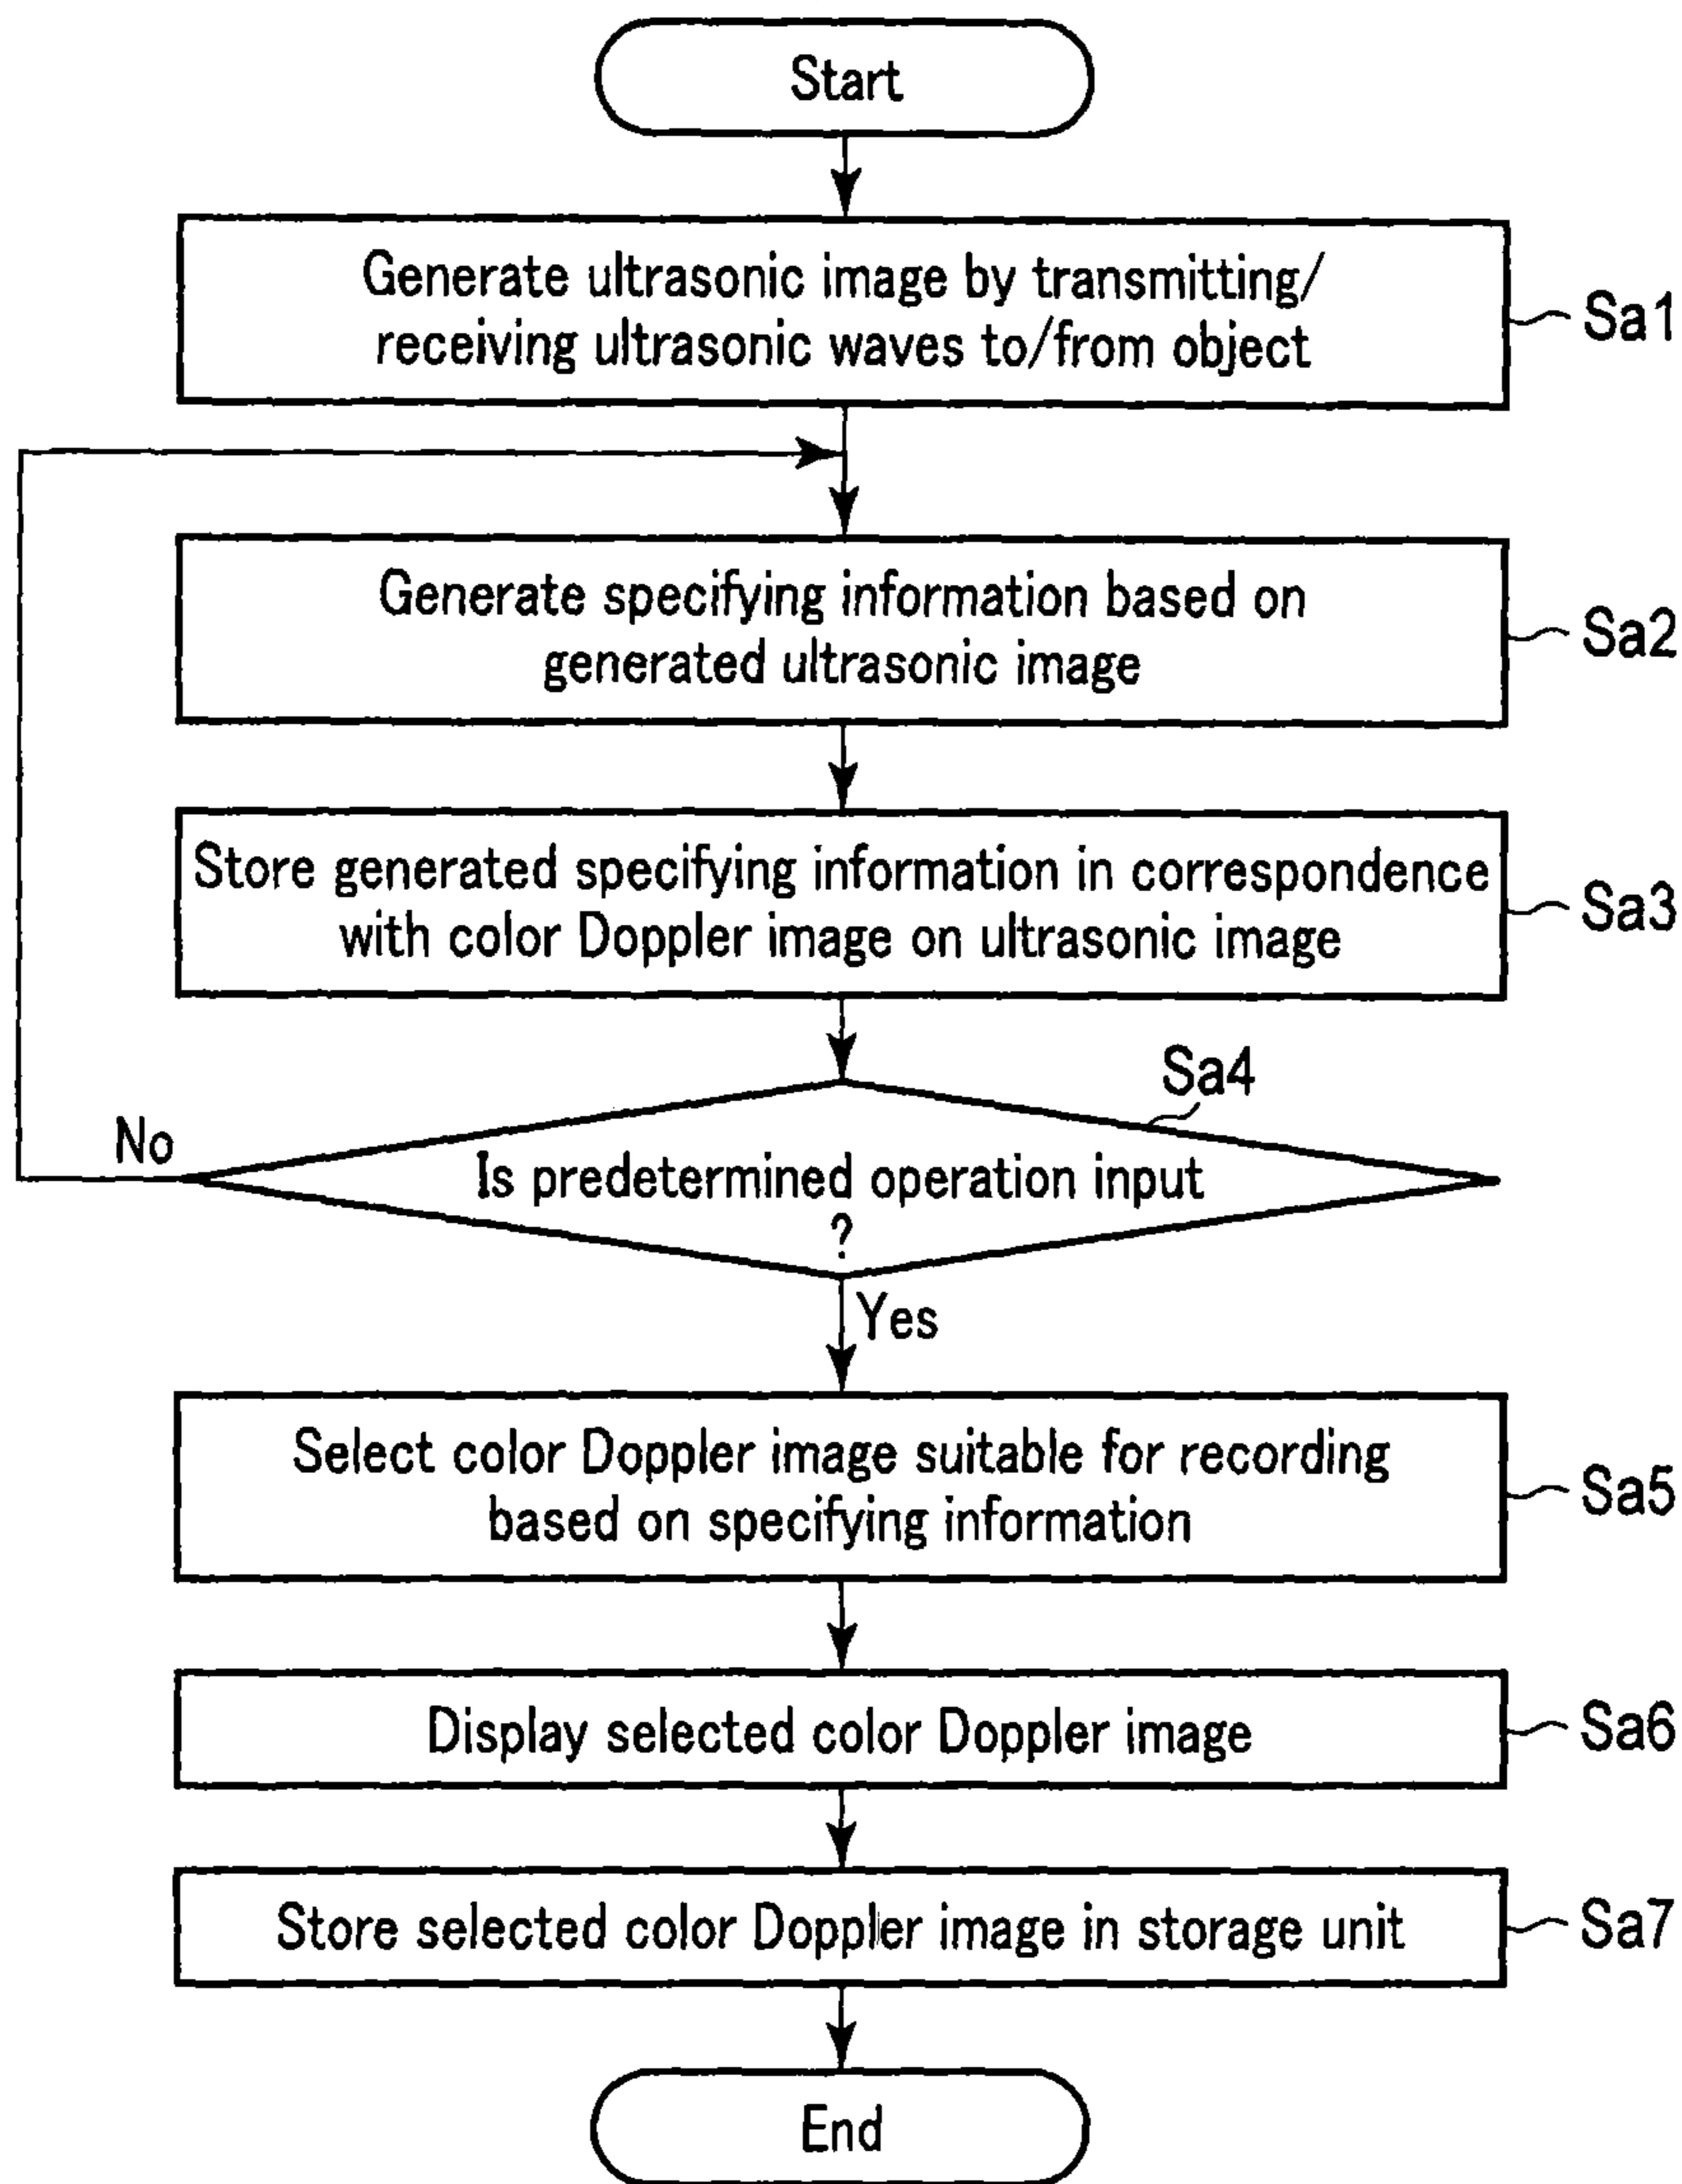 Start
Generate ultrasonic image by transmitting/
receiving ultrasonic waves to/from object
Sa1
Generate specifying information based on
generated ultrasonic image
Sa2
Store generated specifying information in correspondence
with color Doppler image on ultrasonic image
Sa3
Sa4
No
Is predetermined operation input
?
Yes
Select color Doppler image suitable for recording
based on specifying information
Sa5
Display selected color Doppler image
Sa6
Store selected color Doppler image in storage unit
Sa7
End